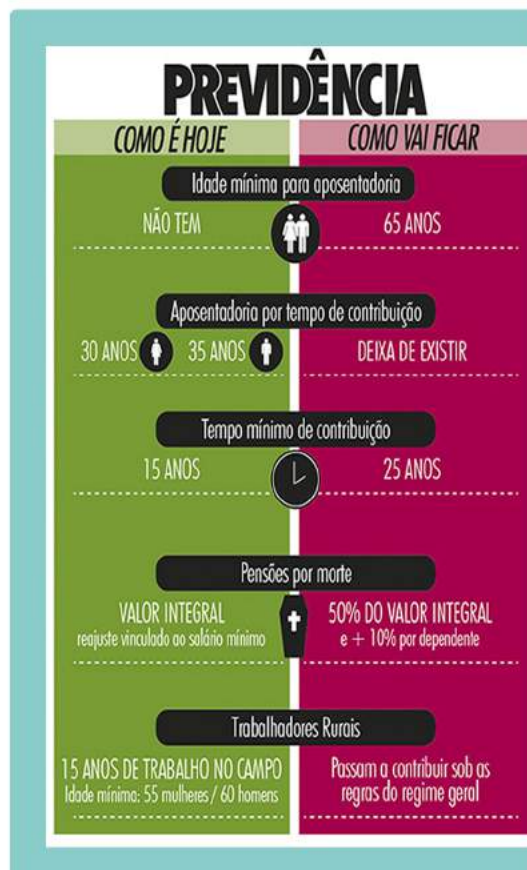 PREVIDÊNCIA
COMO É HOJE
COMO VAI FICAR
Idade mínima para aposentadoria
NÃO TEM
65 ANOS
Aposentadoria por tempo de contribuição
30 ANOS 35 ANOS
DEIXA DE EXISTIR
Tempo mínimo de contribuição
15 ANOS
25 ANOS
Pensões por morte
VALOR INTEGRAL
reajuste vinculado ao salário mínimo
50% DO VALOR INTEGRAL
e + 10% por dependente
Trabalhadores Rurais
15 ANOS DE TRABALHO NO CAMPO
Idade mínima: 55 mulheres / 60 homens
Passam a contribuir sob as
regras do regime geral